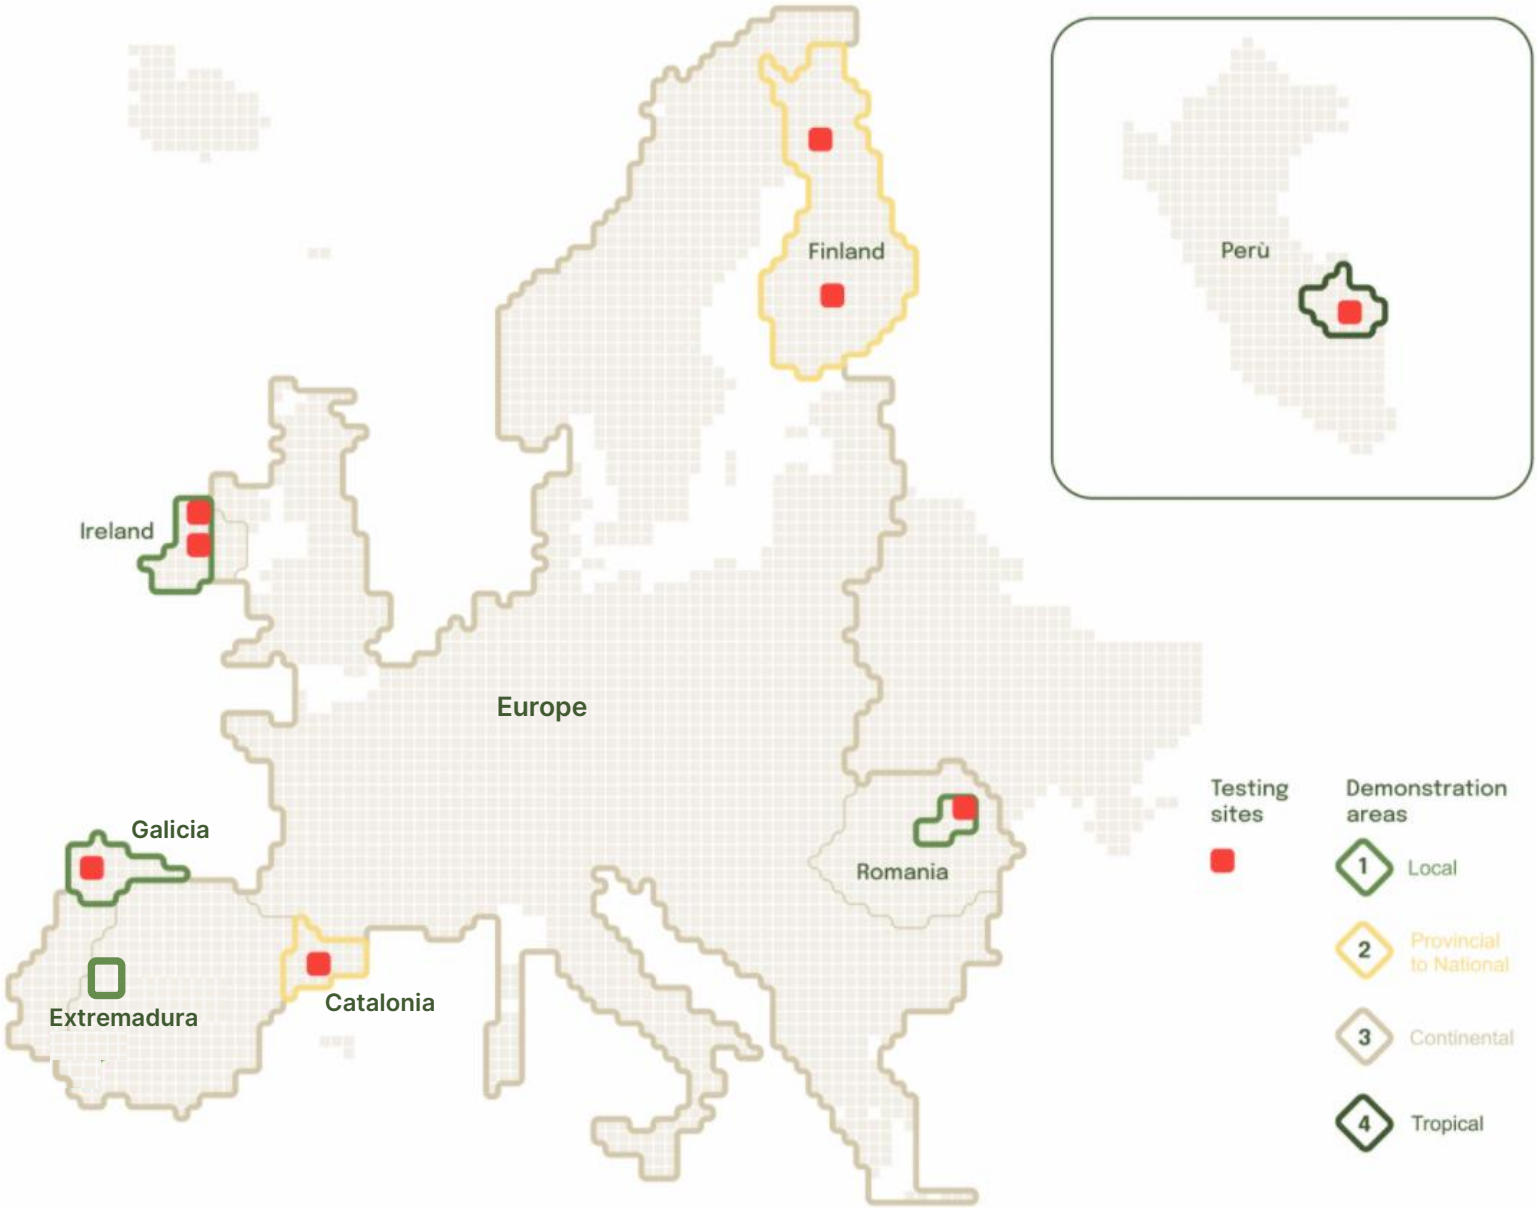 Finland
Perù
Ireland
Europe
Galicia
Romania
Catalonia
Extremadura
Testing
sites
Demonstration
areas
1 Local
2 Provincial
to National
3 Continental
4 Tropical